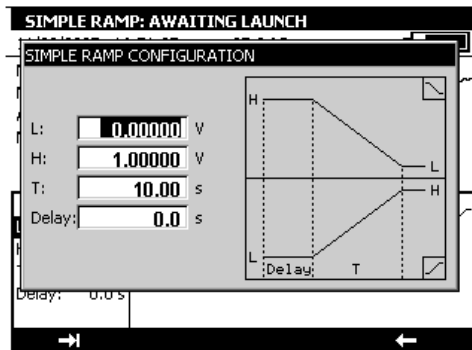 SIMPLE RAMP: AWAITING LAUNCH
SIMPLE RAMP CONFIGURATION
L: 0.00000 V
H: 1.00000 V
T: 10.00 s
Delay: 0.0 s
H
L
H
L
Delay T
Delay: 0.0 s